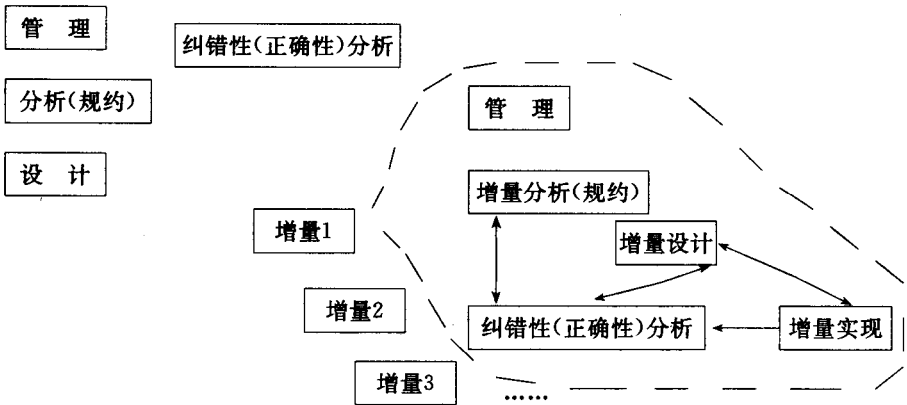 管 理
纠错性(正确性)分析
分析(规约)
设 计
管 理
增量分析(规约)
增量1
增量设计
增量2
纠错性(正确性)分析
增量实现
增量3
……